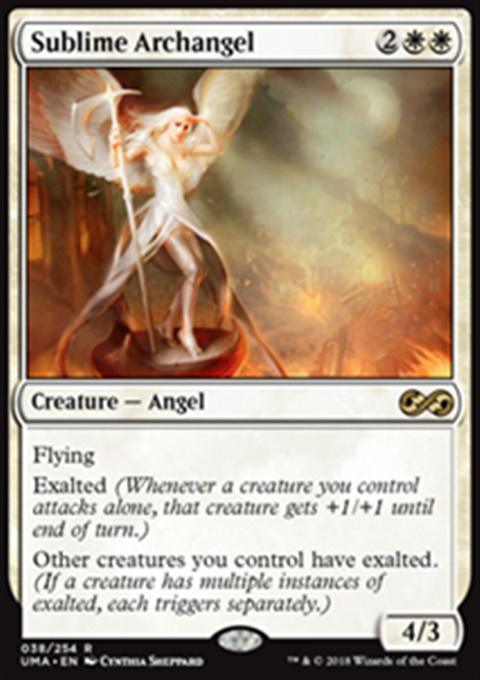 Sublime Archangel 2
Creature — Angel
Flying
Exalted (Whenever a creature you control
attacks alone, that creature gets +1/+1 until
end of turn.)
Other creatures you control have exalted.
(If a creature has multiple instances of
exalted, each triggers separately.)
4/3
038/254 R
UMA • EN Cynthia Sheppard
™ & © 2018 Wizards of the Coast